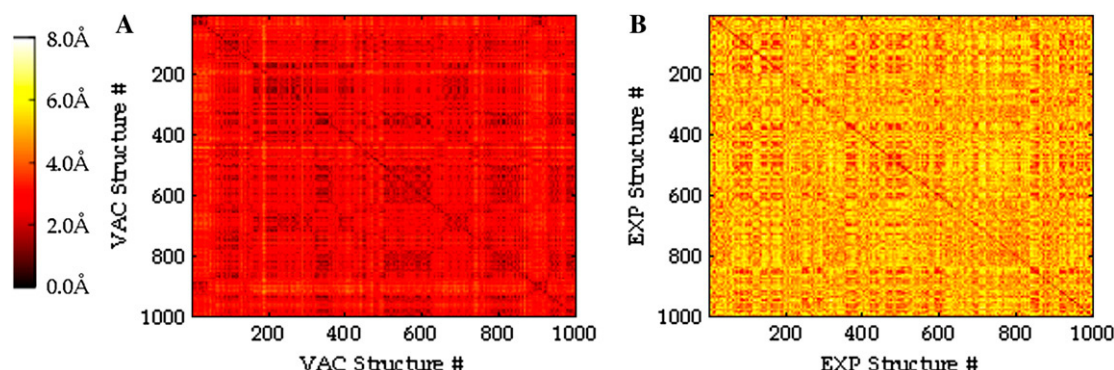 8.0Å
6.0Å
4.0Å
2.0Å
0.0Å
A
VAC Structure #
200
400
600
800
1000
200 400 600 800 1000
VAC Structure #
B
EXP Structure #
200
400
600
800
1000
200 400 600 800 1000
EXP Structure #